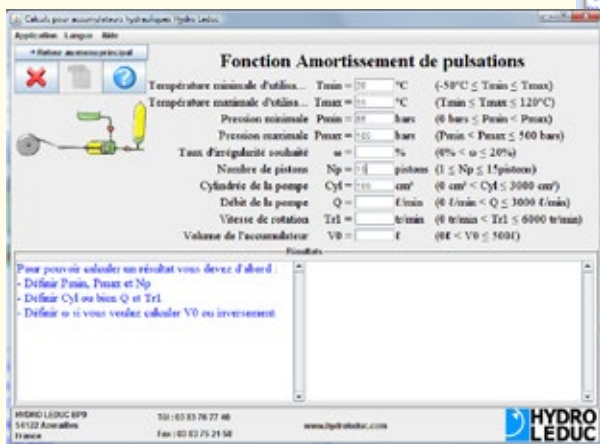 Calculs pour accumulateurs hydrauliques Hydro Leduc
Application Langue Aide
Retour au menu principal
Fonction Amortissement de pulsations
Température minimale d'utilisa... Tmin = °C (-50°C ≤ Tmin ≤ Tmax)
Température maximale d'utilisa... Tmax = °C (Tmin ≤ Tmax ≤ 120°C)
Pression minimale Pmin = bars (0 bars ≤ Pmin < Pmax)
Pression maximale Pmax = bars (Pmin < Pmax ≤ 500 bars)
Taux d'irrégularité souhaité ω = % (0% < ω ≤ 20%)
Nombre de pistons Np = pistons (1 ≤ Np ≤ 15pistons)
Cylindrée de la pompe Cyl = cm³ (0 cm³ < Cyl ≤ 3000 cm³)
Débit de la pompe Q = ℓ/min (0 ℓ/min < Q ≤ 3000 ℓ/min)
Vitesse de rotation Tr1 = tr/min (0 tr/min < Tr1 ≤ 6000 tr/min)
Volume de l'accumulateur V0 = ℓ (0ℓ < V0 ≤ 500ℓ)
Résultats
Pour pouvoir calculer un résultat vous devez d'abord :
- Définir Pmin, Pmax et Np
- Définir Cyl ou bien Q et Tr1
- Définir ω si vous voulez calculer V0 ou inversement
HYDRO LEDUC BP9
54122 Azerailles
France
Tél : 03 83 76 77 40
Fax : 03 83 75 21 58
www.hydroleduc.com
HYDRO
LEDUC